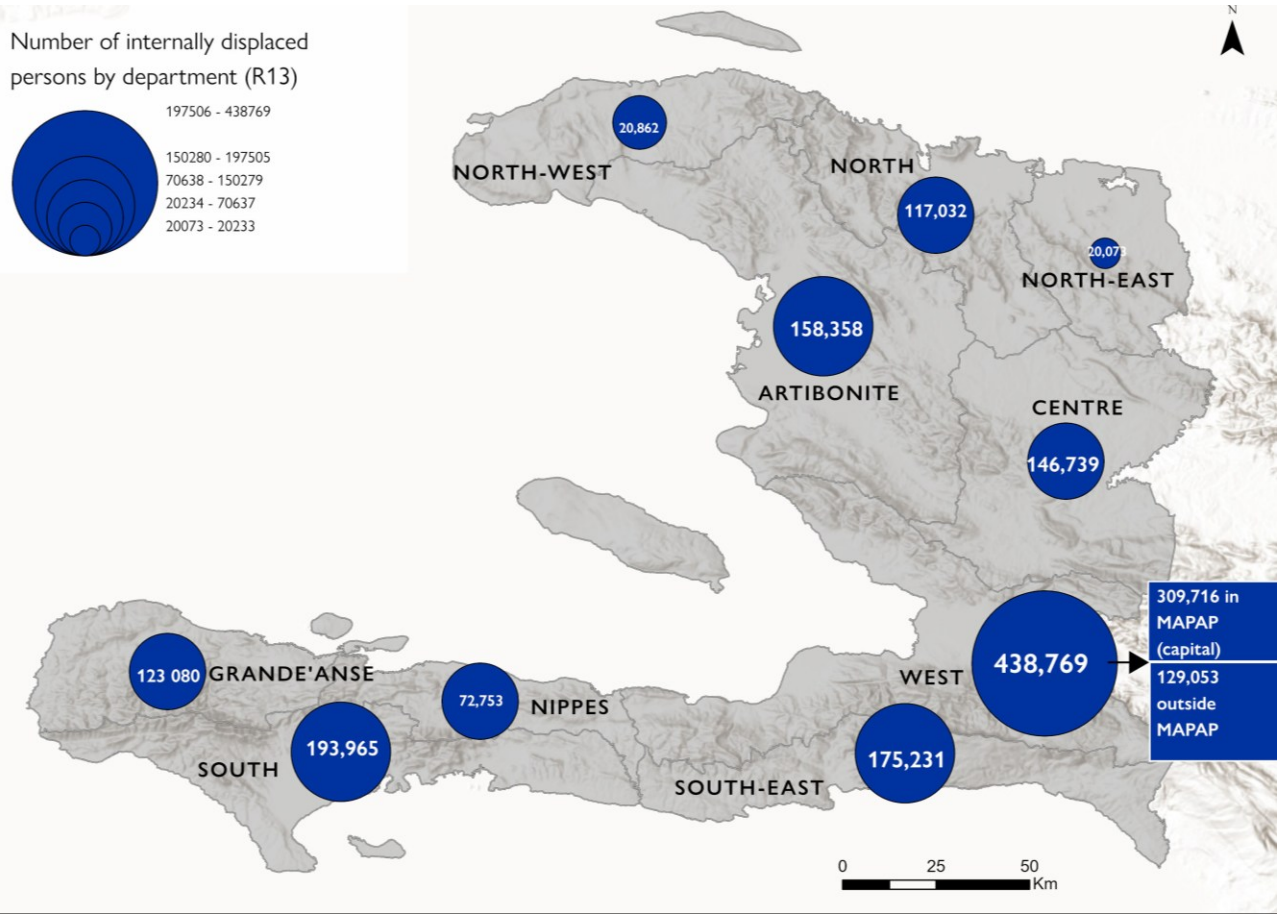 Number of internally displaced
persons by department (R13)
197506 - 438769
150280 - 197505
70638 - 150279
20234 - 70637
20073 - 20233
N
20,862
NORTH-WEST
NORTH
117,032
20,073
NORTH-EAST
158,358
ARTIBONITE
CENTRE
146,739
309,716 in
MAPAP
(capital)
129,053
outside
MAPAP
438,769
WEST
123 080
GRANDE'ANSE
72,753
NIPPES
193,965
SOUTH
175,231
SOUTH-EAST
0 25 50
Km